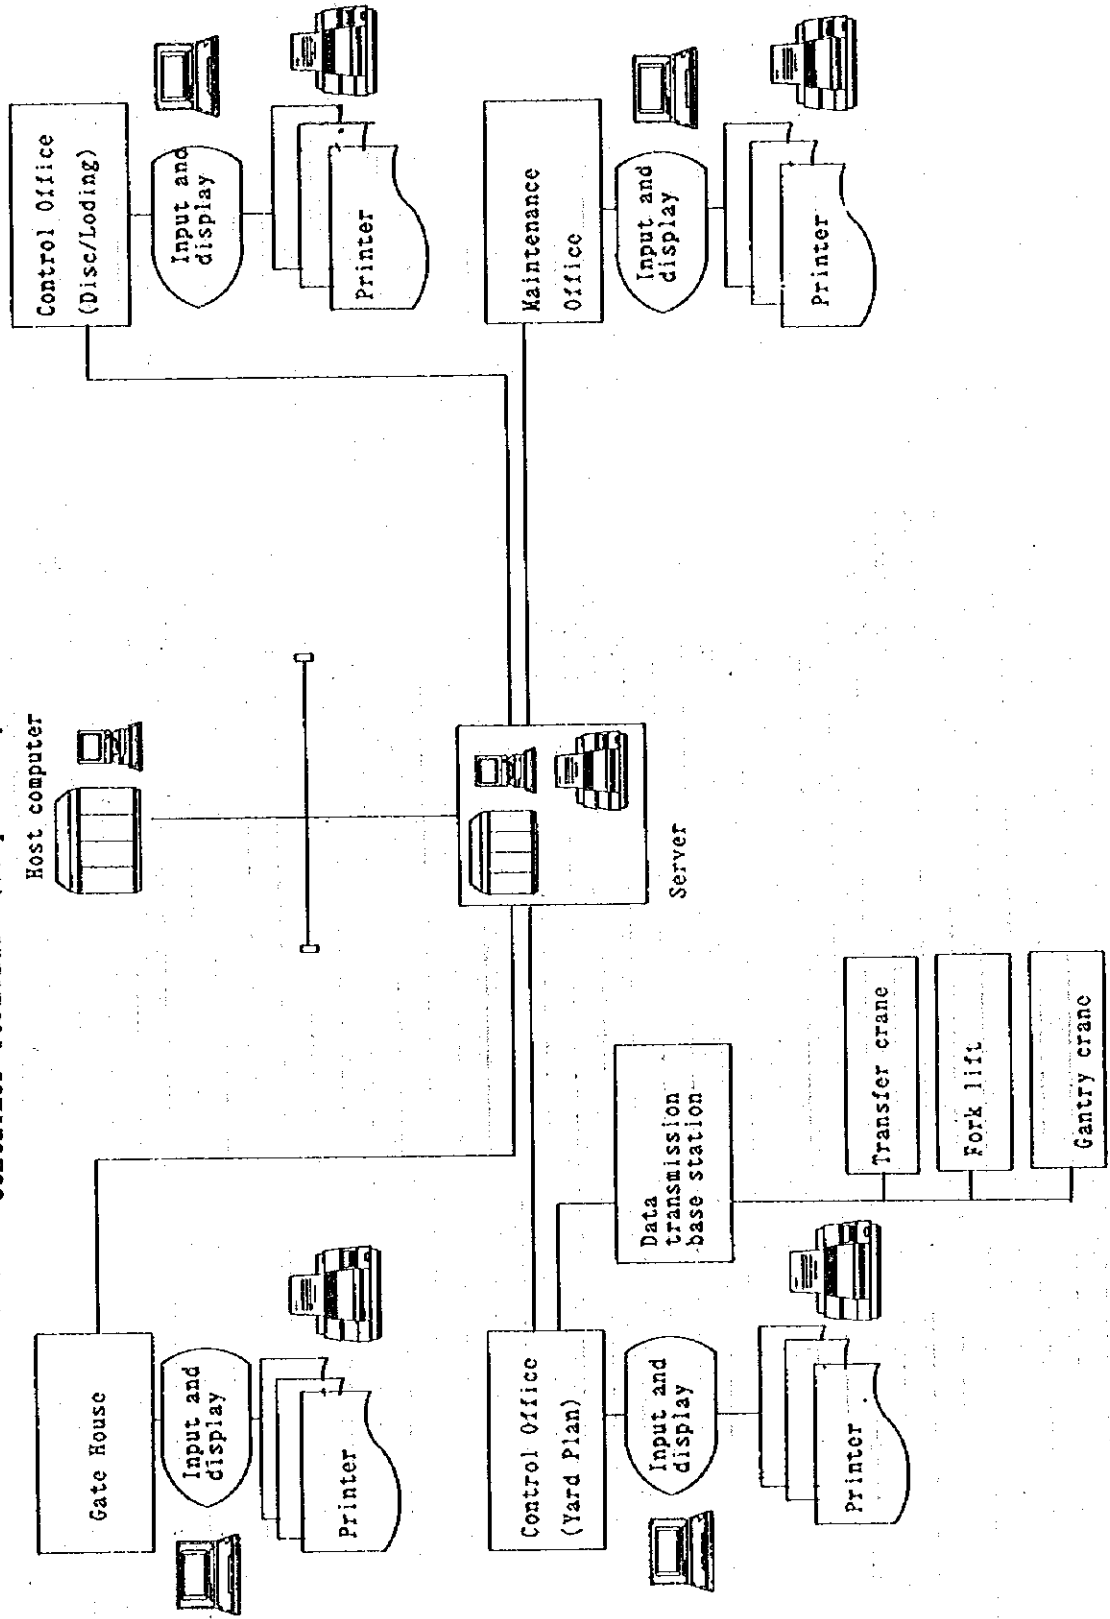 Host computer
Gate House
Input and
display
Printer
Control Office
(Disc/Loding)
Input and
display
Printer
Server
Control Office
(Yard Plan)
Input and
display
Printer
Data
transmission
base station
Transfer crane
Fork lift
Gantry crane
Maintenance
Office
Input and
display
Printer